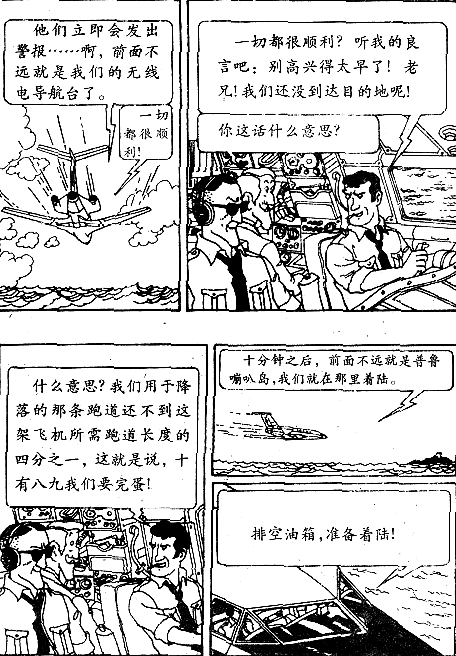 他们立即会发出
警报……啊，前面不
远就是我们的无线
电导航台了。
一切
都很顺
利！
一切都很顺利？听我的良
言吧：别高兴得太早了！老
兄！我们还没到达目的地呢！
你这话什么意思？
什么意思？我们用于降
落的那条跑道还不到这
架飞机所需跑道长度的
四分之一，这就是说，十
有八九我们要完蛋！
十分钟之后，前面不远就是普鲁
嘣叭岛，我们就在那里着陆。
排空油箱，准备着陆！